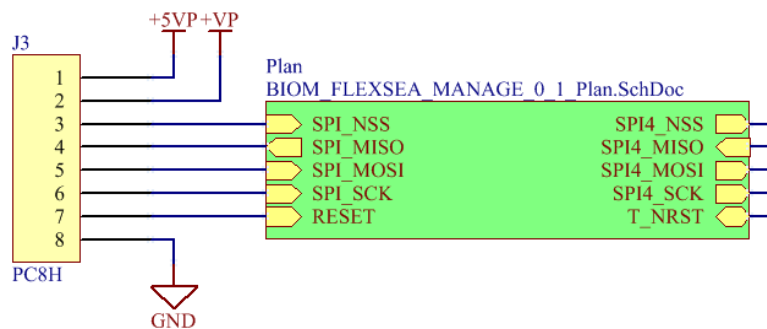 +5VP +VP
J3
Plan
BIOM_FLEXSEA_MANAGE_0_1_Plan.SchDoc
1
2
3 SPI_NSS SPI4_NSS
4 SPI_MISO SPI4_MISO
5 SPI_MOSI SPI4_MOSI
6 SPI_SCK SPI4_SCK
7 RESET T_NRST
8
PC8H
GND